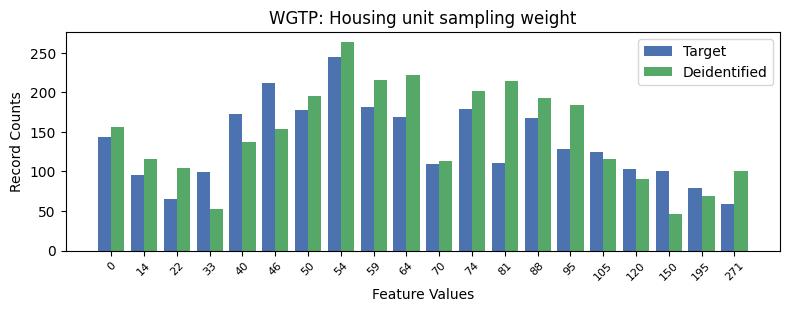 WGTP: Housing unit sampling weight
Target
Deidentified
Record Counts
250
200
150
100
50
0
0 14 22 33 40 46 50 54 59 64 70 74 81 88 95 105 120 150 195 271
Feature Values